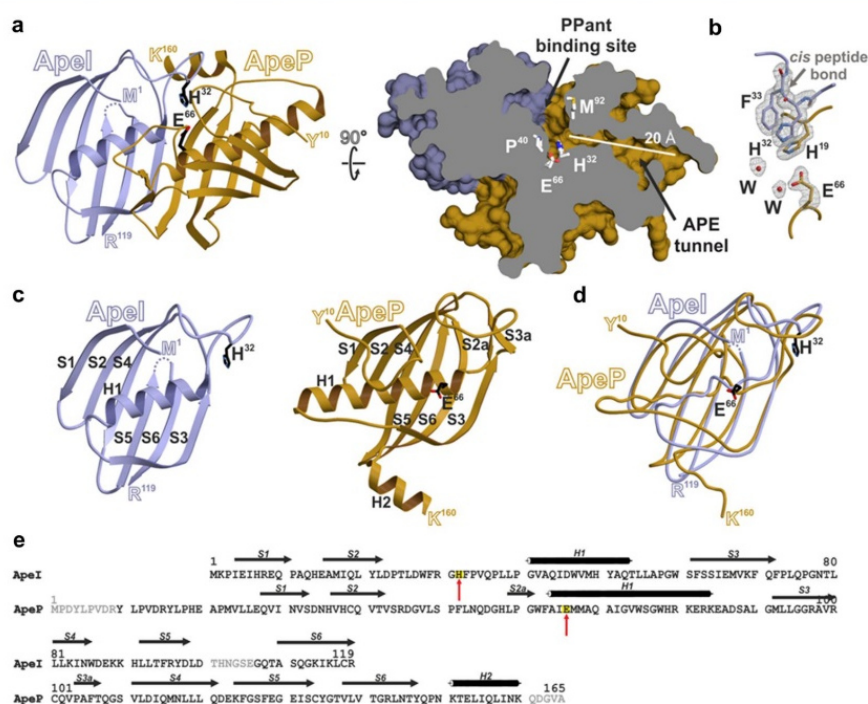 a
ApeI
K160
ApeP
M1
H32
E66
Y10
R119
90°
PPant
binding site
M92
20 Å
P40
H32
E66
APE
tunnel
b
cis peptide
bond
F33
H32
H19
W
W
E66
c
ApeI
M1
H32
S1 S2 S4
H1
S5 S6 S3
R119
Y10
ApeP
S3a
S1 S2 S4 S2a
H1
E66
S5 S6 S3
H2
K160
d
ApeI
Y10
M1
H32
ApeP
E66
R119
K160
e
1 S1 S2 H1 S3 80
ApeI MKPIEIHREQ PAQHEAMIQL YLDPTLDWFR GHFPVQPLLP GVAQIDWVMH YAQTLLAPGW SFSSIEMVKF QFPLQPGNTL
1 S1 S2 S2a H1 S3 100
ApeP MPDYLPVDRY LPVDRYLPHE APMVLLEQVI NVSDNHVHCQ VTVSRDGVLS PFLNQDGHLP GWFAIEMMAQ AIGVWSGWHR KERKEADSAL GMLLGGRAVR
81 S4 S5 S6 119
ApeI LLKINWDEKK HLLTFRYDLD THNGSEGQTA SQGKIKLCR
101 S3a S4 S5 S6 H2 165
ApeP CQVPAFTQGS VLDIQMNLLL QDEKFGSFEG EISCYGTVLV TGRLNTYQPN KTELIQLINK QDGVA